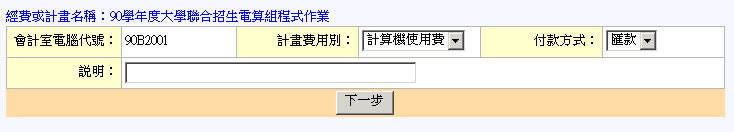 經費或計畫名稱：90學年度大學聯合招生電算組程式作業
會計室電腦代號： 90B2001 計畫費用別： 計算機使用費 付款方式： 匯款
說明：
下一步